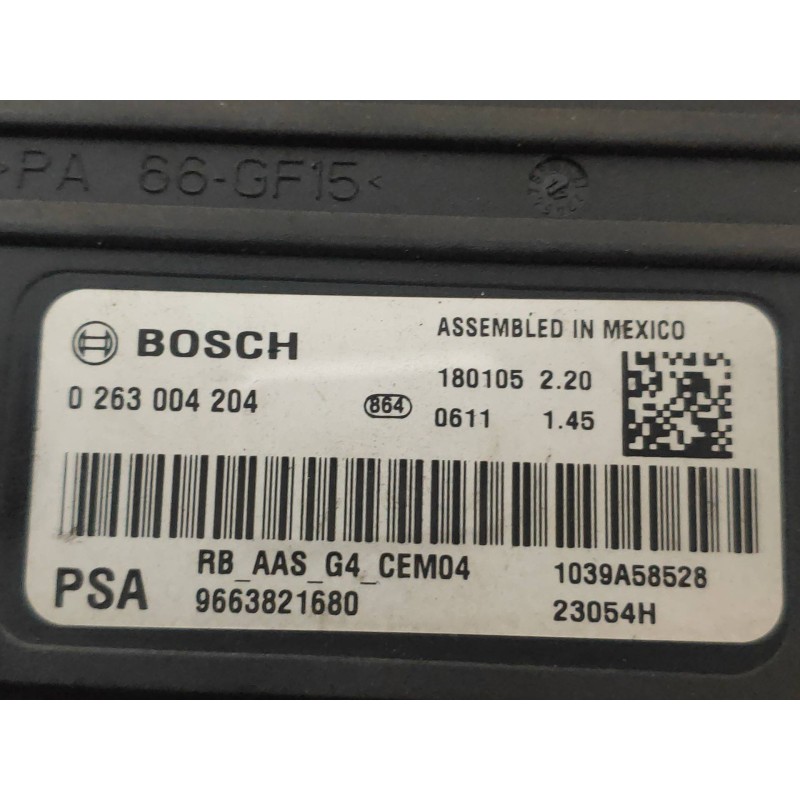 >PA 66-GF15<
BOSCH
ASSEMBLED IN MEXICO
0 263 004 204
864
180105 2.20
0611 1.45
PSA
RB_AAS_G4_CEM04
9663821680
1039A58528
23054H